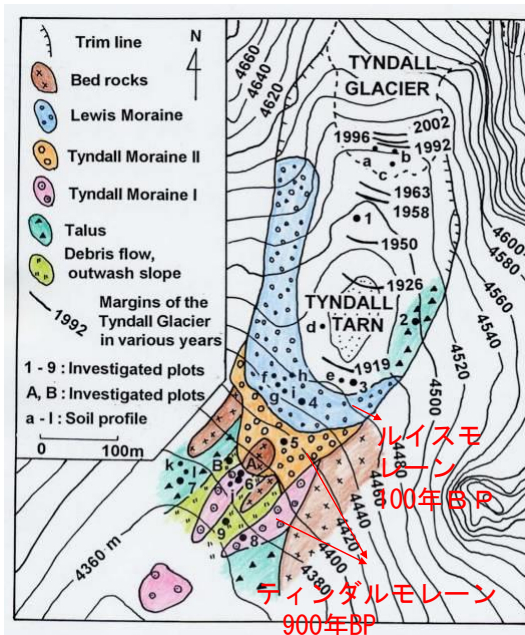 Trim line
Bed rocks
Lewis Moraine
Tyndall Moraine II
Tyndall Moraine I
Talus
Debris flow,
outwash slope
Margins of the
Tyndall Glacier
in various years
1992
1 - 9 : Investigated plots
A, B : Investigated plots
a - l : Soil profile
0 100m
N
4660
4640
4620
TYNDALL
GLACIER
2002
1996
1992
a
b
c
1963
1958
1
1950
1926
TYNDALL
TARN
d
2
1919
e
3
h
f
g
4
5
A
B
6
k
l
7
i
j
9
8
4600
4580
4560
4540
4520
4500
4480
4460
4440
4420
4400
4380
4360 m
ルイスモ
レーン
100年ＢＰ
ティンダルモレーン
900年BP